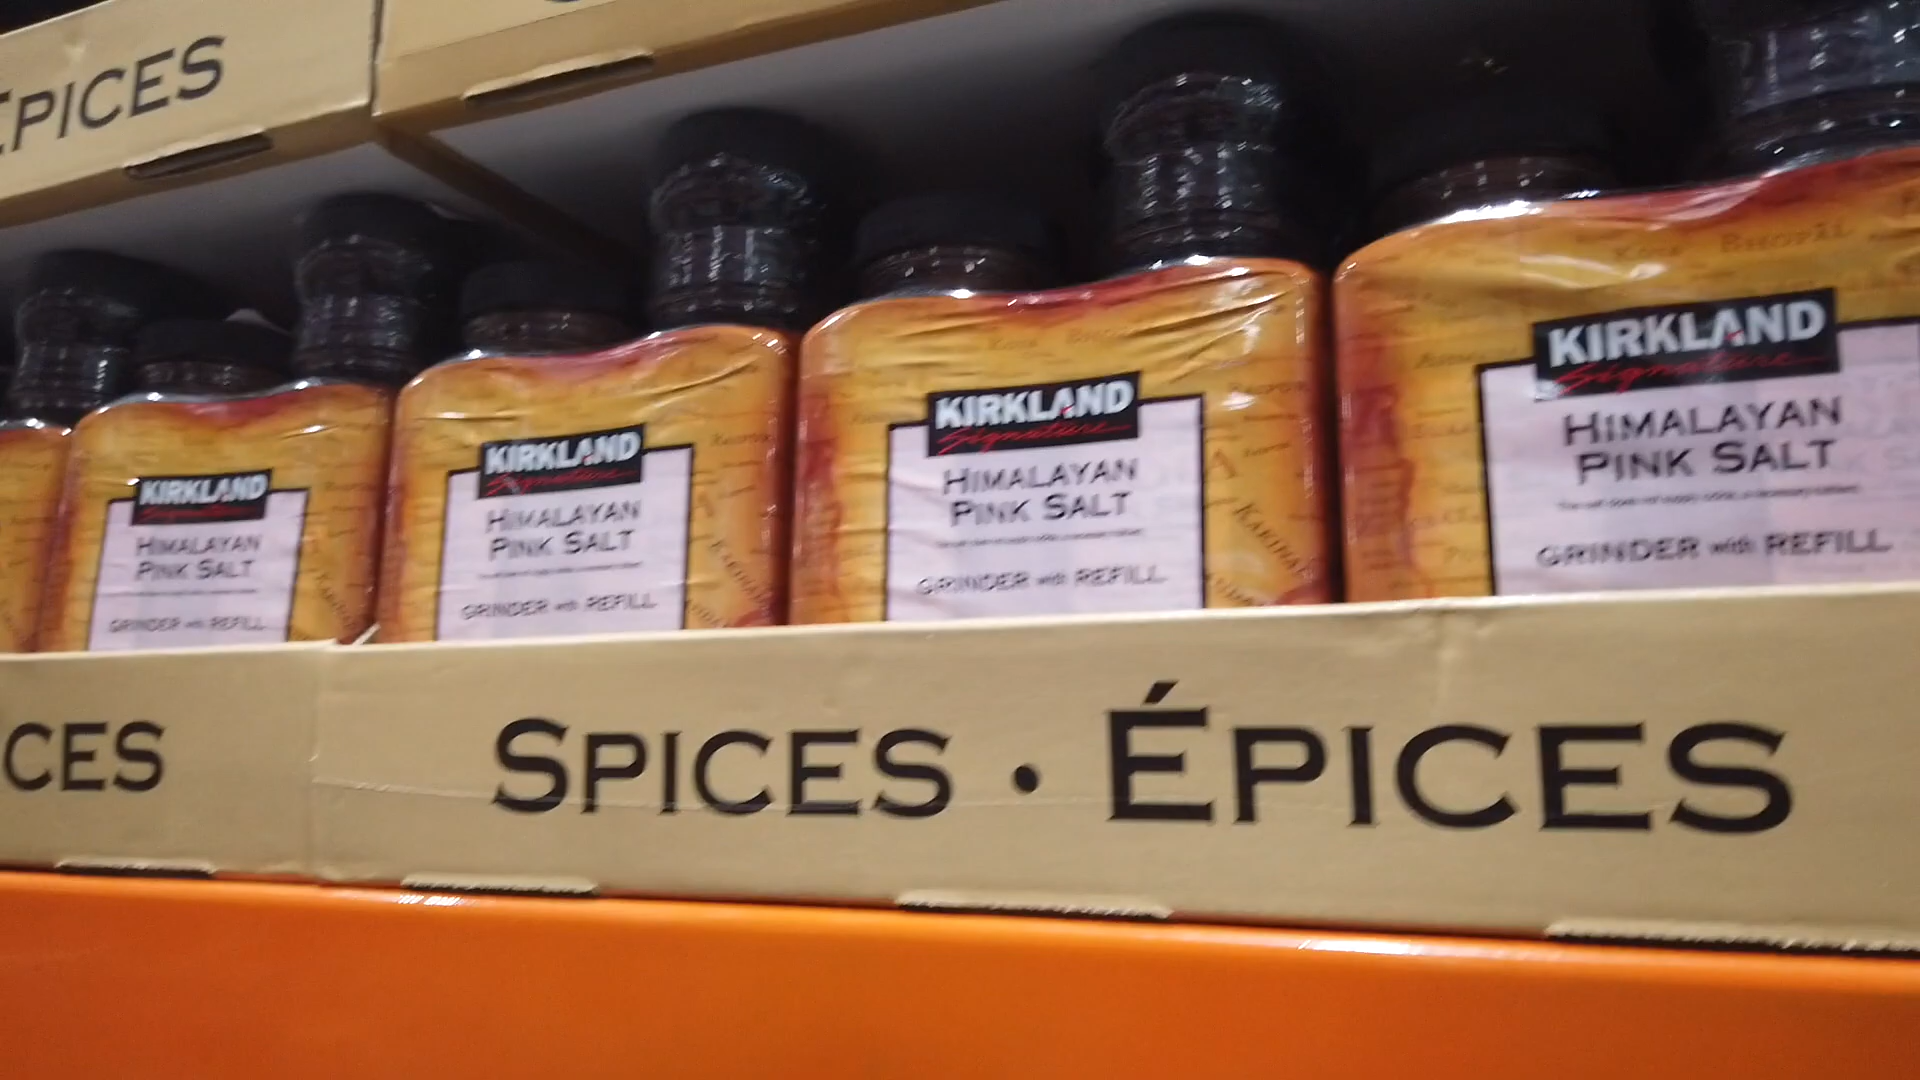 ÉPICES
KIRKLAND
Signature
HIMALAYAN
PINK SALT
GRINDER with REFILL
KIRKLAND
Signature
HIMALAYAN
PINK SALT
GRINDER with REFILL
KIRKLAND
Signature
HIMALAYAN
PINK SALT
GRINDER with REFILL
KIRKLAND
Signature
HIMALAYAN
PINK SALT
GRINDER with REFILL
BHOPAL
CES
SPICES • ÉPICES